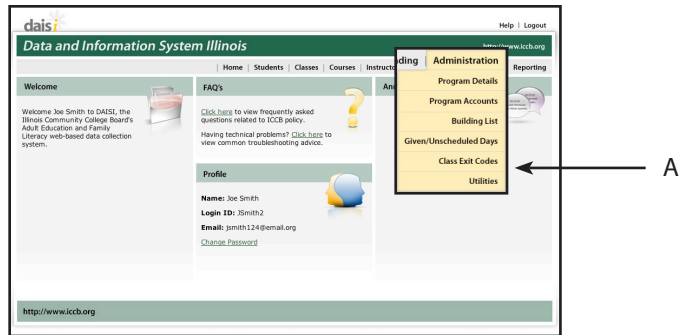 daisi
Help | Logout
Data and Information System Illinois
www.iccb.org
| Home | Students | Classes | Courses |
Reporting
ding | Administration
Program Details
Program Accounts
Building List
Given/Unscheduled Days
Class Exit Codes
Utilities
A
Welcome
Welcome Joe Smith to DAISI, the
Illinois Community College Board's
Adult Education and Family
Literacy web-based data collection
system.
FAQ's
Click here to view frequently asked
questions related to ICCB policy.
Having technical problems? Click here to
view common troubleshooting advice.
Profile
Name: Joe Smith
Login ID: JSmith2
Email: jsmith124@email.org
Change Password
http://www.iccb.org